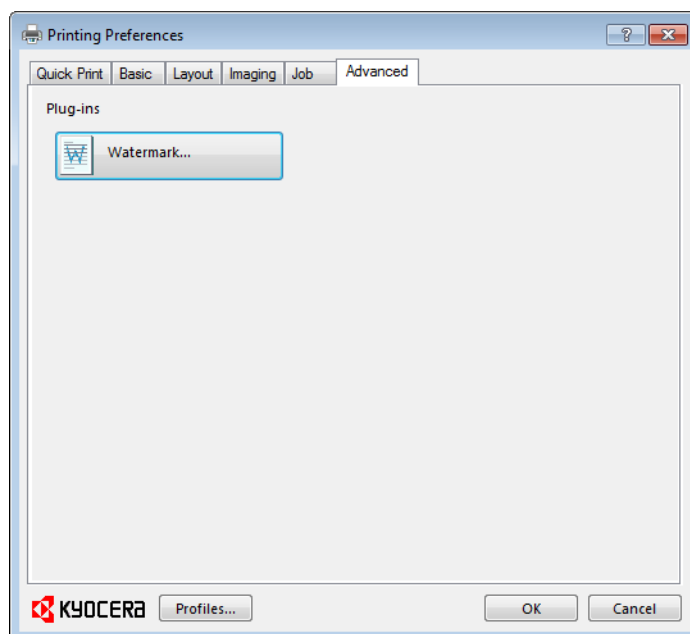 Printing Preferences
?
Quick Print Basic Layout Imaging Job Advanced
Plug-ins
W Watermark...
KYOCERA Profiles... OK Cancel